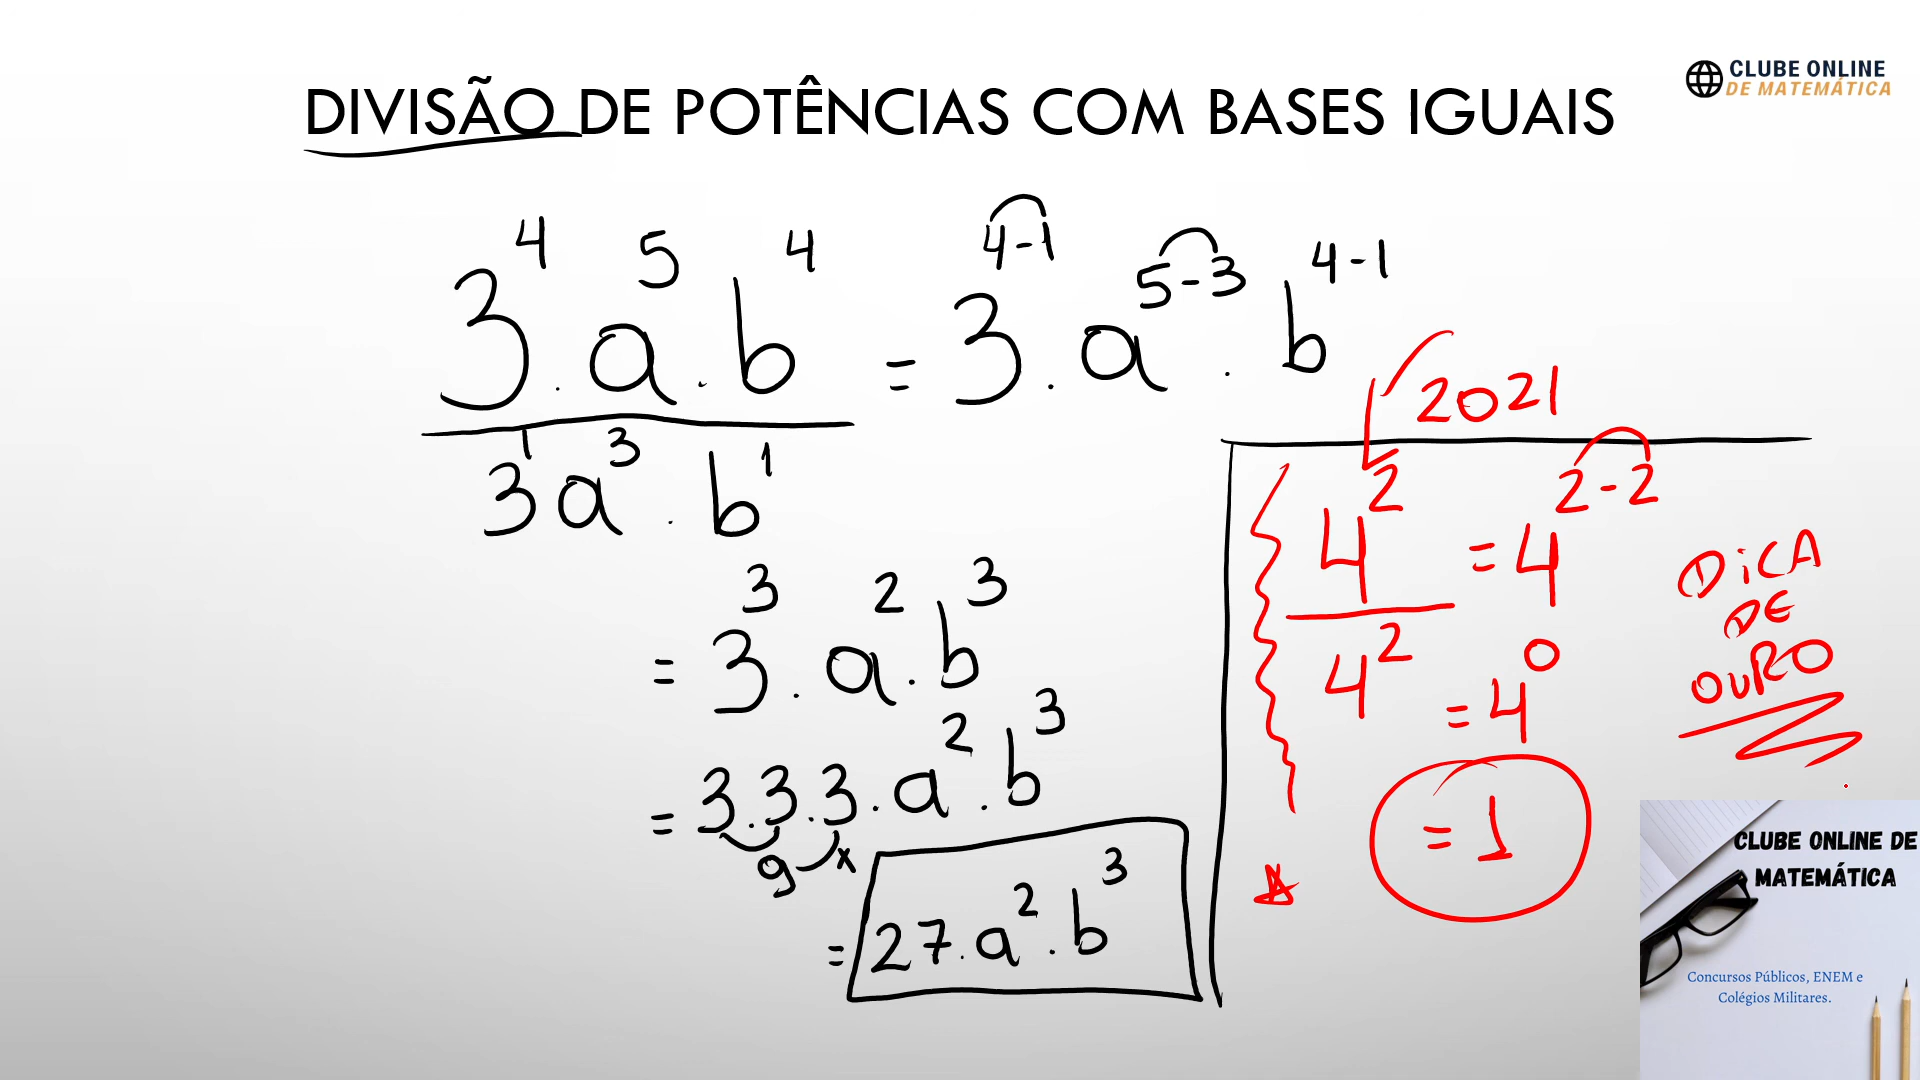 CLUBE ONLINE
DE MATEMÁTICA
DIVISÃO DE POTÊNCIAS COM BASES IGUAIS
3⁴.a⁵.b⁴ = 3⁴⁻¹.a⁵⁻³.b⁴⁻¹
3¹a³.b¹
= 3³.a².b³
= 3.3.3.a².b³
9 x
= 27.a².b³
2021
4² = 4²⁻²
4²
= 4⁰
= 1
DiCA
DE
OURO
CLUBE ONLINE DE
MATEMÁTICA
Concursos Públicos, ENEM e
Colégios Militares.